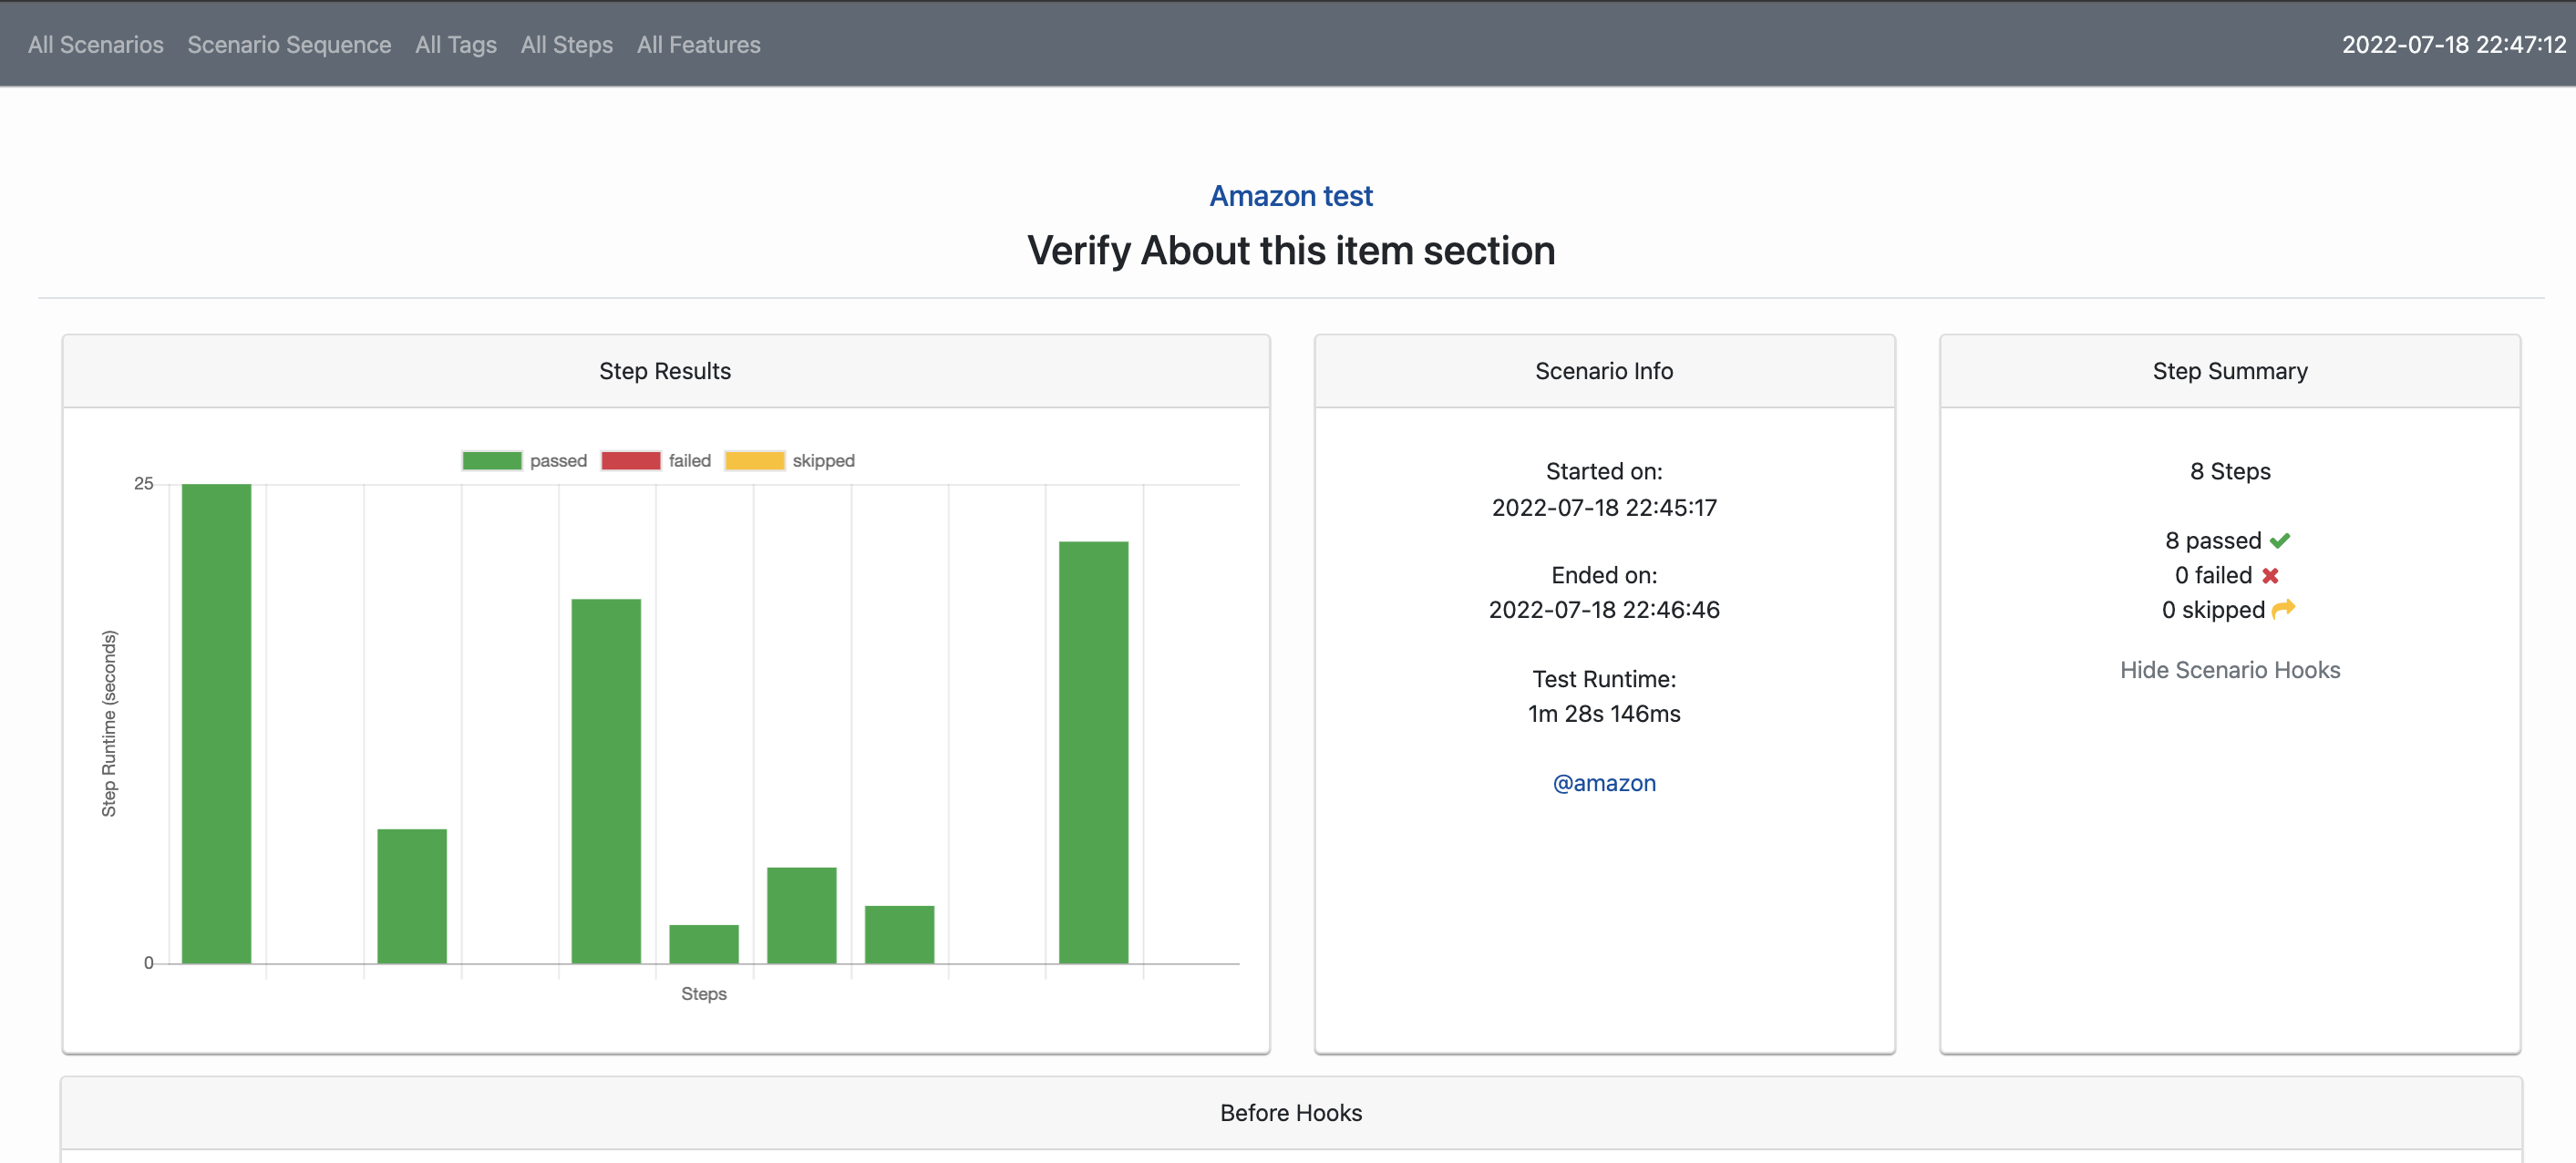 All Scenarios Scenario Sequence All Tags All Steps All Features 2022-07-18 22:47:12
Amazon test
Verify About this item section
Step Results
passed failed skipped
25
Step Runtime (seconds)
0
Steps
Scenario Info
Started on:
2022-07-18 22:45:17
Ended on:
2022-07-18 22:46:46
Test Runtime:
1m 28s 146ms
@amazon
Step Summary
8 Steps
8 passed
0 failed
0 skipped
Hide Scenario Hooks
Before Hooks